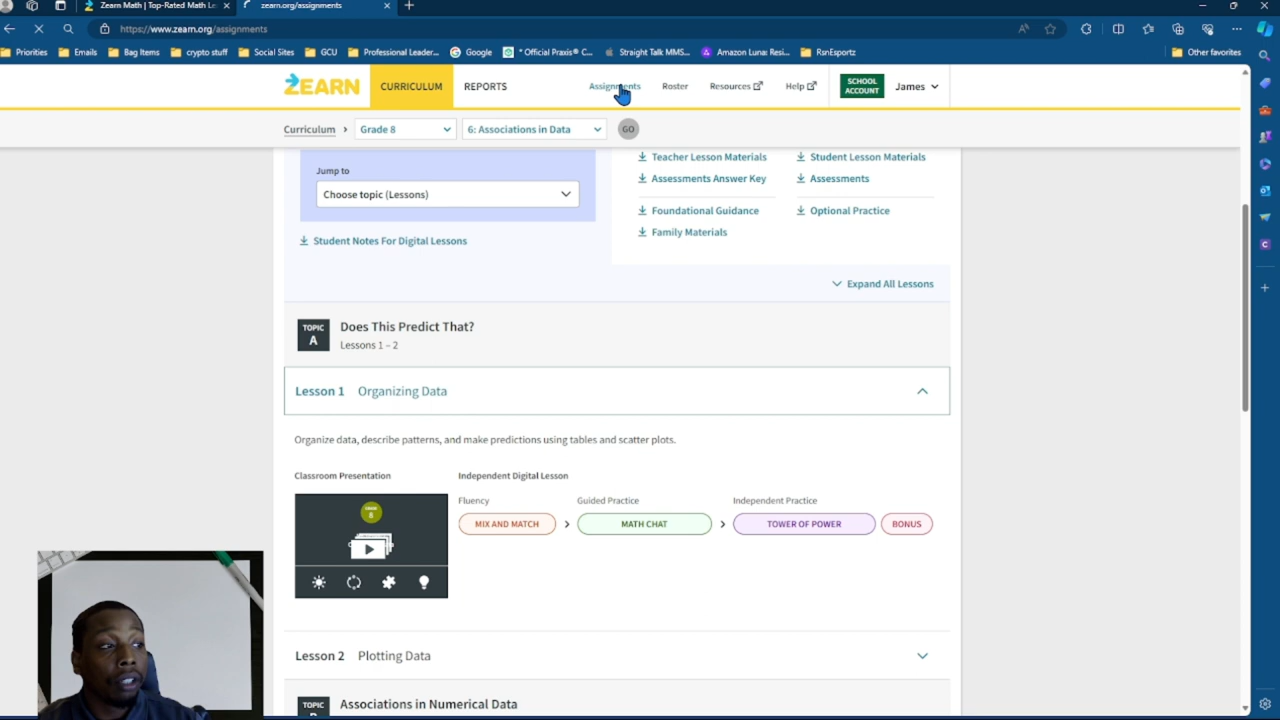 Zearn Math | Top-Rated Math Le
zearn.org/assignments
https://www.zearn.org/assignments
Priorities
Emails
Bag Items
crypto stuff
Social Sites
GCU
Professional Leader...
Google
* Official Praxis® C...
Straight Talk MMS...
Amazon Luna: Resi...
RsnEsportz
Other favorites
ZEARN
CURRICULUM
REPORTS
Assignments
Roster
Resources
Help
SCHOOL
ACCOUNT
James
Curriculum
Grade 8
6: Associations in Data
GO
Jump to
Choose topic (Lessons)
Student Notes For Digital Lessons
Teacher Lesson Materials
Student Lesson Materials
Assessments Answer Key
Assessments
Foundational Guidance
Optional Practice
Family Materials
Expand All Lessons
TOPIC
A
Does This Predict That?
Lessons 1 – 2
Lesson 1 Organizing Data
Organize data, describe patterns, and make predictions using tables and scatter plots.
Classroom Presentation
Independent Digital Lesson
Fluency
Guided Practice
Independent Practice
GRADE
8
MIX AND MATCH
MATH CHAT
TOWER OF POWER
BONUS
Lesson 2 Plotting Data
TOPIC
Associations in Numerical Data